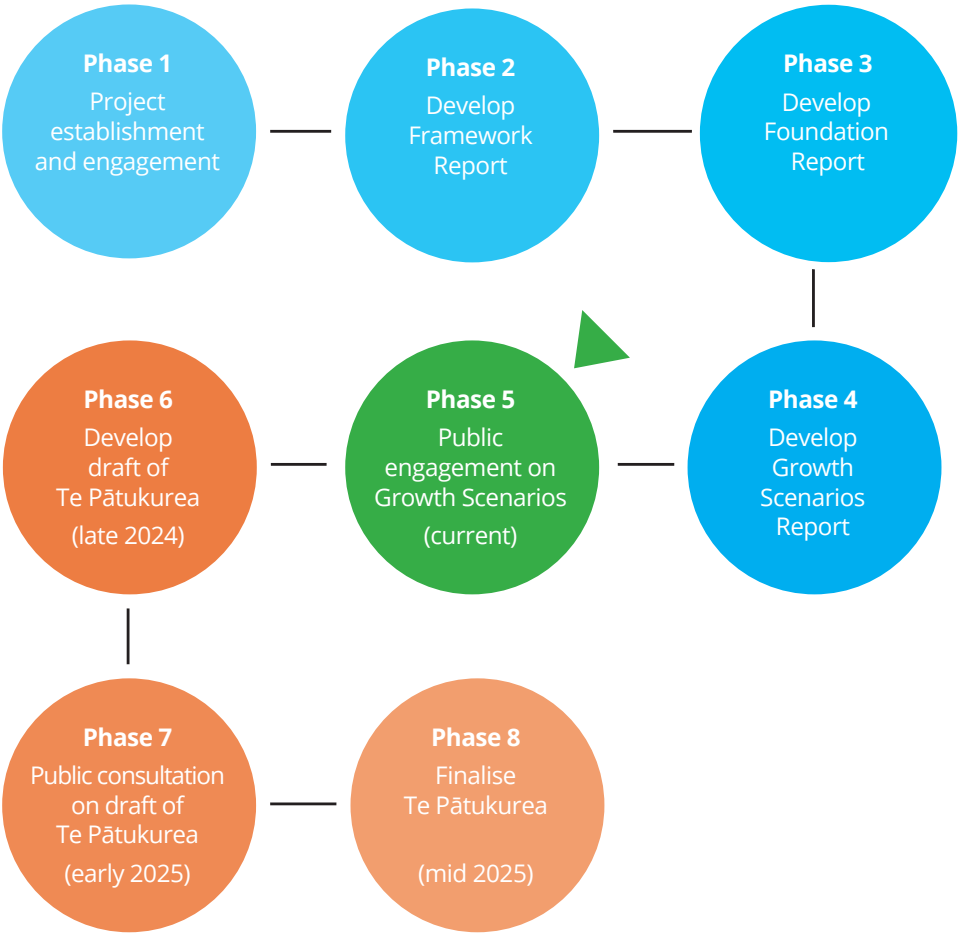 Phase 1
Project
establishment
and engagement
Phase 2
Develop
Framework
Report
Phase 3
Develop
Foundation
Report
Phase 4
Develop
Growth
Scenarios
Report
Phase 5
Public
engagement on
Growth Scenarios
(current)
Phase 6
Develop
draft of
Te Pātukurea
(late 2024)
Phase 7
Public consultation
on draft of
Te Pātukurea
(early 2025)
Phase 8
Finalise
Te Pātukurea
(mid 2025)